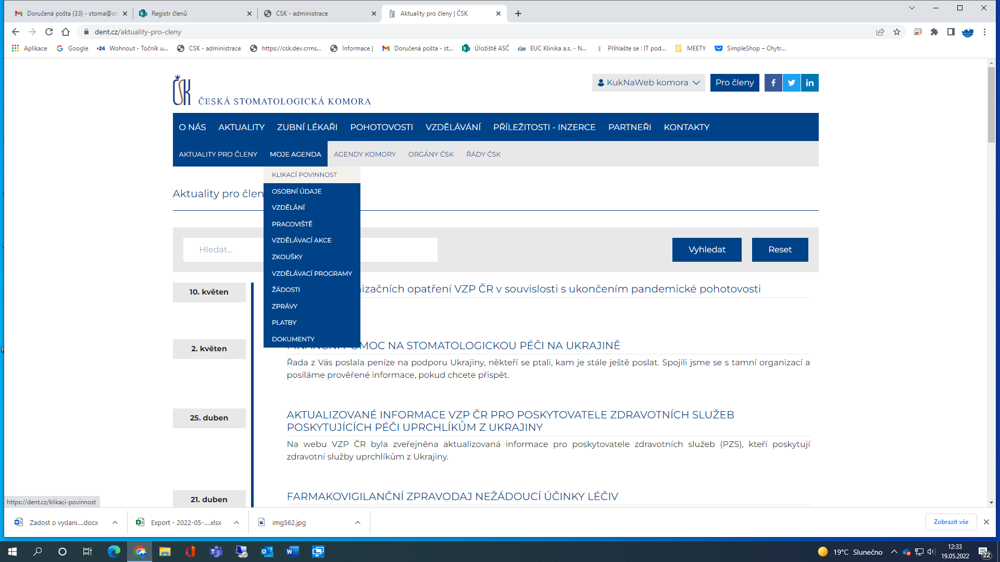 Doručená pošta (33) - stoma@st
Registr členů
CSK - administrace
Aktuality pro členy | ČSK
dent.cz/aktuality-pro-cleny
Aplikace
Google
Wohnout - Točník u...
CSK - administrace
https://csk.dev.crms...
Informace |
Doručená pošta - st...
Úložiště ASČ
EUC Klinika a.s. - N...
Přihlašte se : IT pod...
MEETY
SimpleShop – Chytr...
ČSK ČESKÁ STOMATOLOGICKÁ KOMORA
KukNaWeb komora
Pro členy
O NÁS
AKTUALITY
ZUBNÍ LÉKAŘI
POHOTOVOSTI
VZDĚLÁVÁNÍ
PŘÍLEŽITOSTI - INZERCE
PARTNEŘI
KONTAKTY
AKTUALITY PRO ČLENY
MOJE AGENDA
AGENDY KOMORY
ORGÁNY ČSK
ŘÁDY ČSK
KLIKACÍ POVINNOST
OSOBNÍ ÚDAJE
VZDĚLÁNÍ
PRACOVIŠTĚ
VZDĚLÁVACÍ AKCE
ZKOUŠKY
VZDĚLÁVACÍ PROGRAMY
ŽÁDOSTI
ZPRÁVY
PLATBY
DOKUMENTY
Aktuality pro člen
Hledat...
Vyhledat
Reset
10. květen
izačních opatření VZP ČR v souvislosti s ukončením pandemické pohotovosti
2. květen
FINANČNÍ POMOC NA STOMATOLOGICKOU PÉČI NA UKRAJINĚ
Řada z Vás poslala peníze na podporu Ukrajiny, někteří se ptali, kam je stále ještě poslat. Spojili jsme se s tamní organizací a
posíláme prověřené informace, pokud chcete přispět.
25. duben
AKTUALIZOVANÉ INFORMACE VZP ČR PRO POSKYTOVATELE ZDRAVOTNÍCH SLUŽEB
POSKYTUJÍCÍCH PÉČI UPRCHLÍKŮM Z UKRAJINY
Na webu VZP ČR byla zveřejněna aktualizovaná informace pro poskytovatele zdravotních služeb (PZS), kteří poskytují
zdravotní služby uprchlíkům z Ukrajiny.
21. duben
FARMAKOVIGILANČNÍ ZPRAVODAJ NEŽÁDOUCÍ ÚČINKY LÉČIV
https://dent.cz/klikaci-povinnost
Zadost o vydani....docx
Export - 2022-05-....xlsx
img562.jpg
Zobrazit vše
19°C Slunečno
12:33
19.05.2022
22